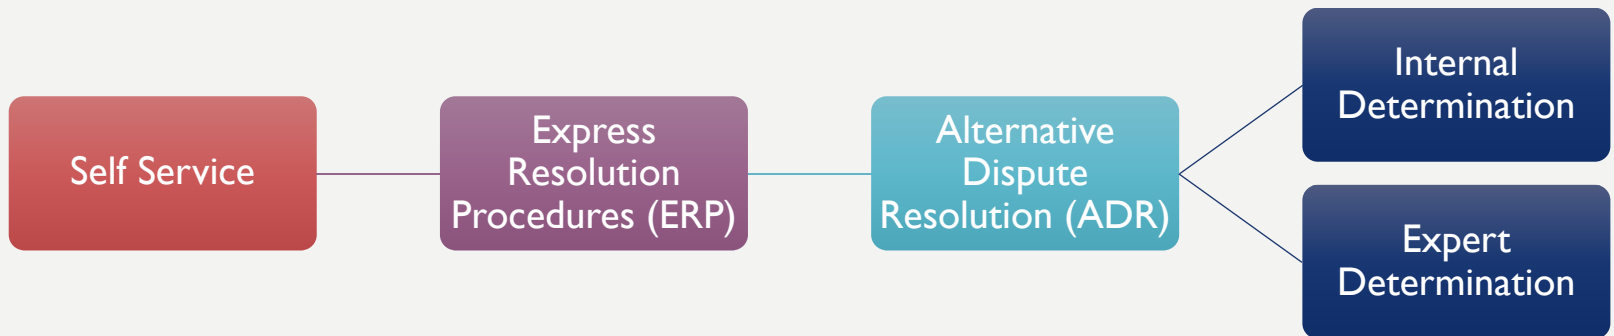 Self Service
Express
Resolution
Procedures (ERP)
Alternative
Dispute
Resolution (ADR)
Internal
Determination
Expert
Determination